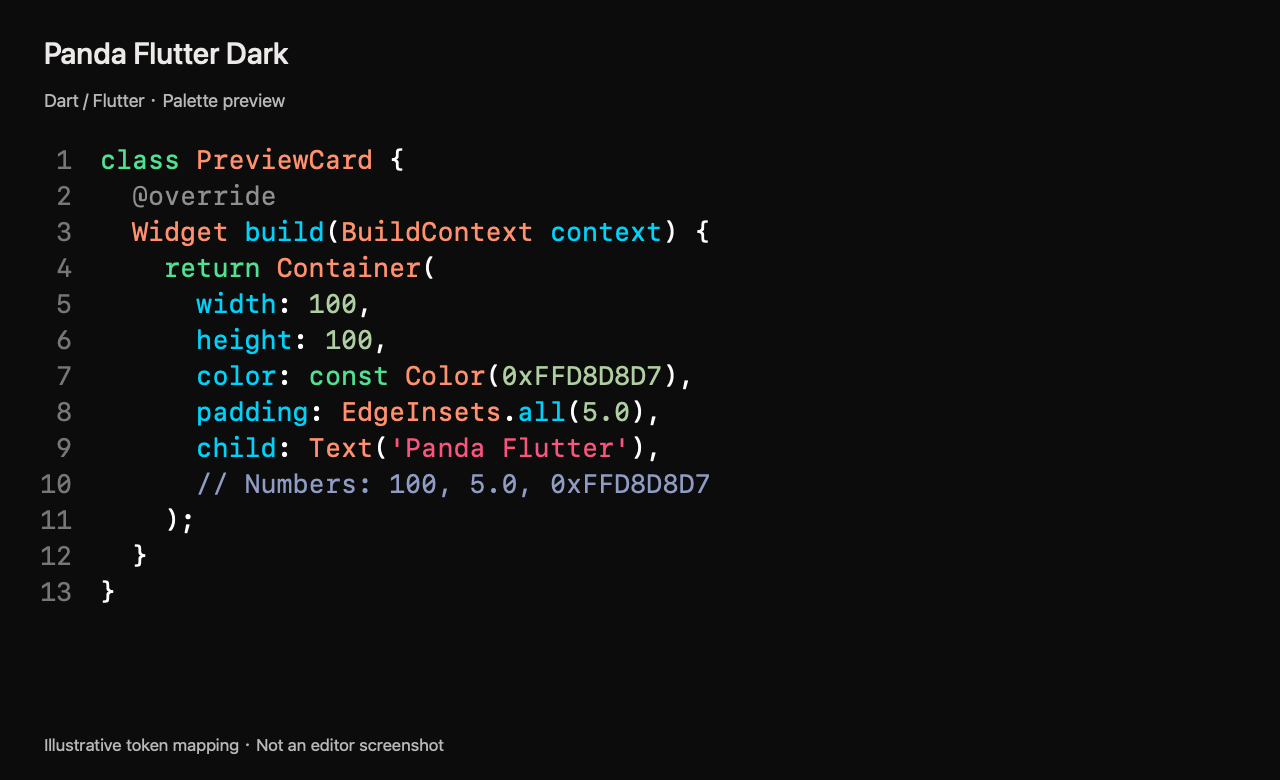 Panda Flutter Dark
Dart / Flutter · Palette preview
1 class PreviewCard {
2   @override
3   Widget build(BuildContext context) {
4     return Container(
5       width: 100,
6       height: 100,
7       color: const Color(0xFFD8D8D7),
8       padding: EdgeInsets.all(5.0),
9       child: Text('Panda Flutter'),
10       // Numbers: 100, 5.0, 0xFFD8D8D7
11     );
12   }
13 }
Illustrative token mapping · Not an editor screenshot